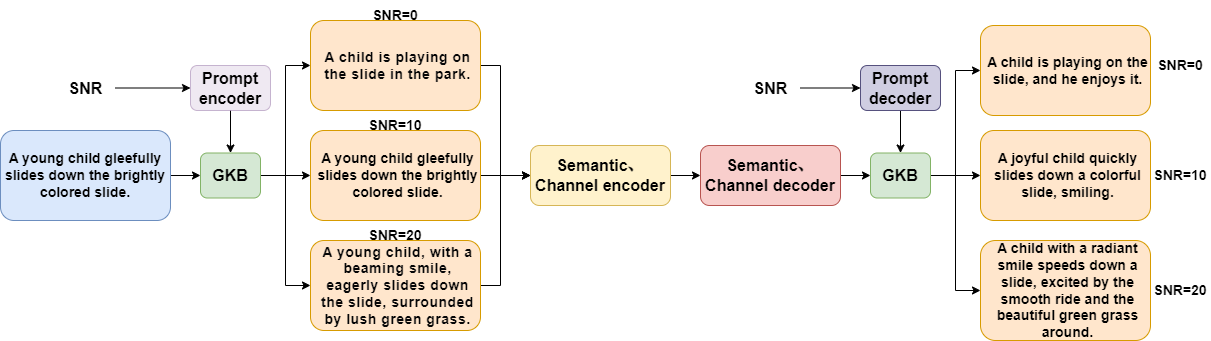 SNR
Prompt
encoder
A young child gleefully
slides down the brightly
colored slide.
GKB
SNR=0
A child is playing on
the slide in the park.
SNR=10
A young child gleefully
slides down the brightly
colored slide.
SNR=20
A young child, with a
beaming smile,
eagerly slides down
the slide, surrounded
by lush green grass.
Semantic、
Channel encoder
Semantic、
Channel decoder
SNR
Prompt
decoder
GKB
A child is playing on the
slide, and he enjoys it.
SNR=0
A joyful child quickly
slides down a colorful
slide, smiling.
SNR=10
A child with a radiant
smile speeds down a
slide, excited by the
smooth ride and the
beautiful green grass
around.
SNR=20